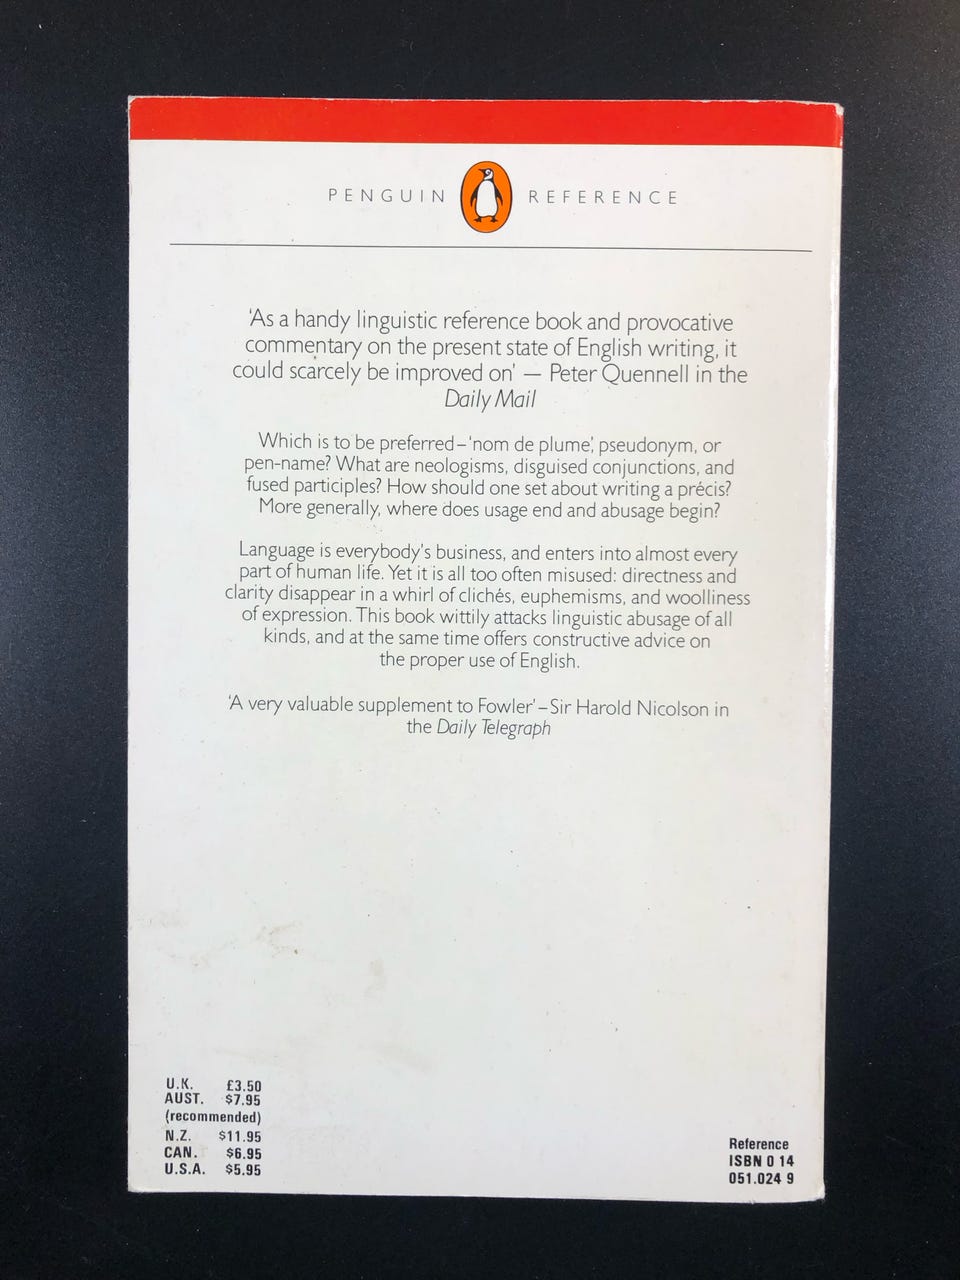 PENGUIN REFERENCE
‘As a handy linguistic reference book and provocative
commentary on the present state of English writing, it
could scarcely be improved on’ — Peter Quennell in the
Daily Mail
Which is to be preferred–‘nom de plume’, pseudonym, or
pen-name? What are neologisms, disguised conjunctions, and
fused participles? How should one set about writing a précis?
More generally, where does usage end and abusage begin?
Language is everybody’s business, and enters into almost every
part of human life. Yet it is all too often misused: directness and
clarity disappear in a whirl of clichés, euphemisms, and woolliness
of expression. This book wittily attacks linguistic abusage of all
kinds, and at the same time offers constructive advice on
the proper use of English.
‘A very valuable supplement to Fowler’–Sir Harold Nicolson in
the Daily Telegraph
U.K. £3.50
AUST. $7.95
(recommended)
N.Z. $11.95
CAN. $6.95
U.S.A. $5.95
Reference
ISBN 0 14
051.024 9